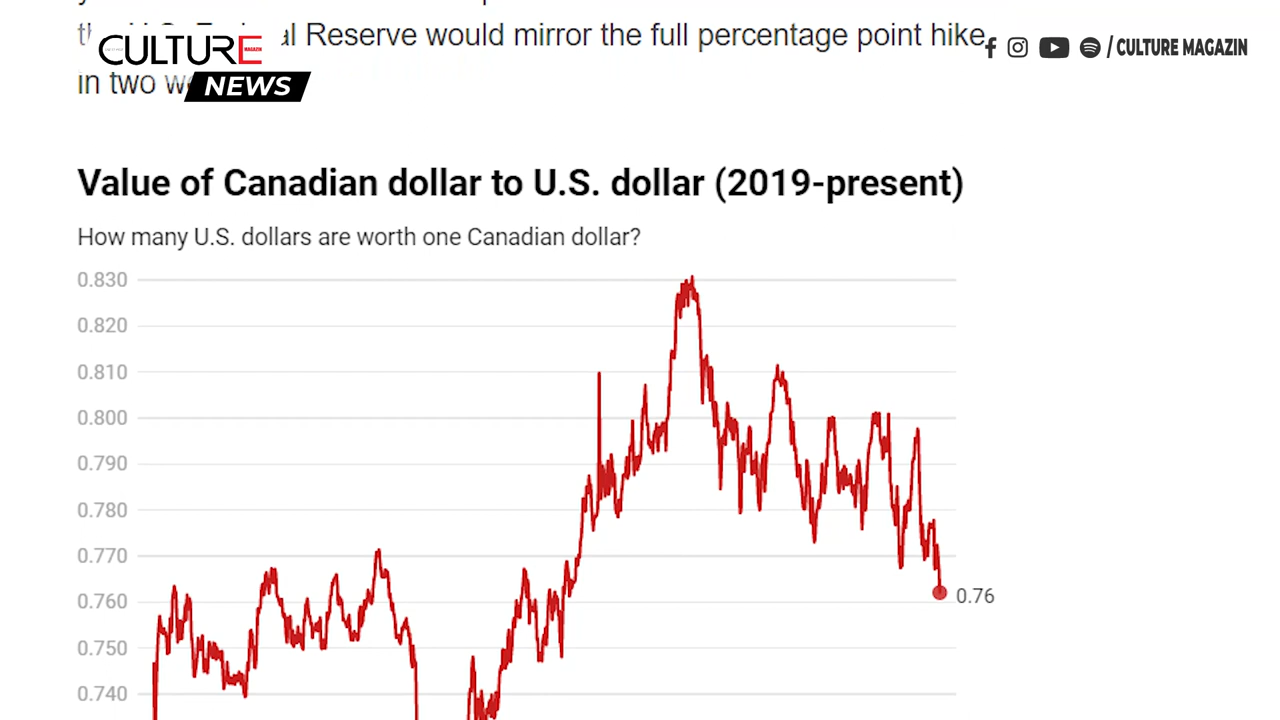 al Reserve would mirror the full percentage point hike
in two
CULTURE
MAGAZIN
NEWS
/ CULTURE MAGAZIN
Value of Canadian dollar to U.S. dollar (2019-present)
How many U.S. dollars are worth one Canadian dollar?
0.830
0.820
0.810
0.800
0.790
0.780
0.770
0.760
0.76
0.750
0.740